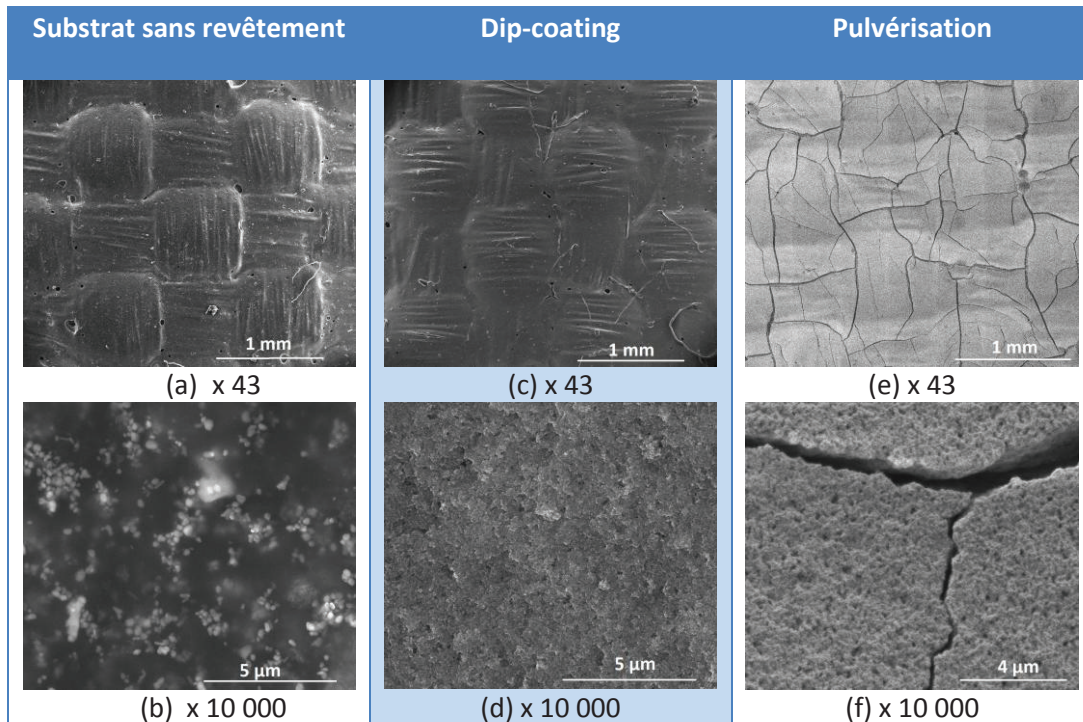 Substrat sans revêtement Dip-coating Pulvérisation
1 mm 1 mm 1 mm
(a) x 43 (c) x 43 (e) x 43
5 µm 5 µm 4 µm
(b) x 10 000 (d) x 10 000 (f) x 10 000